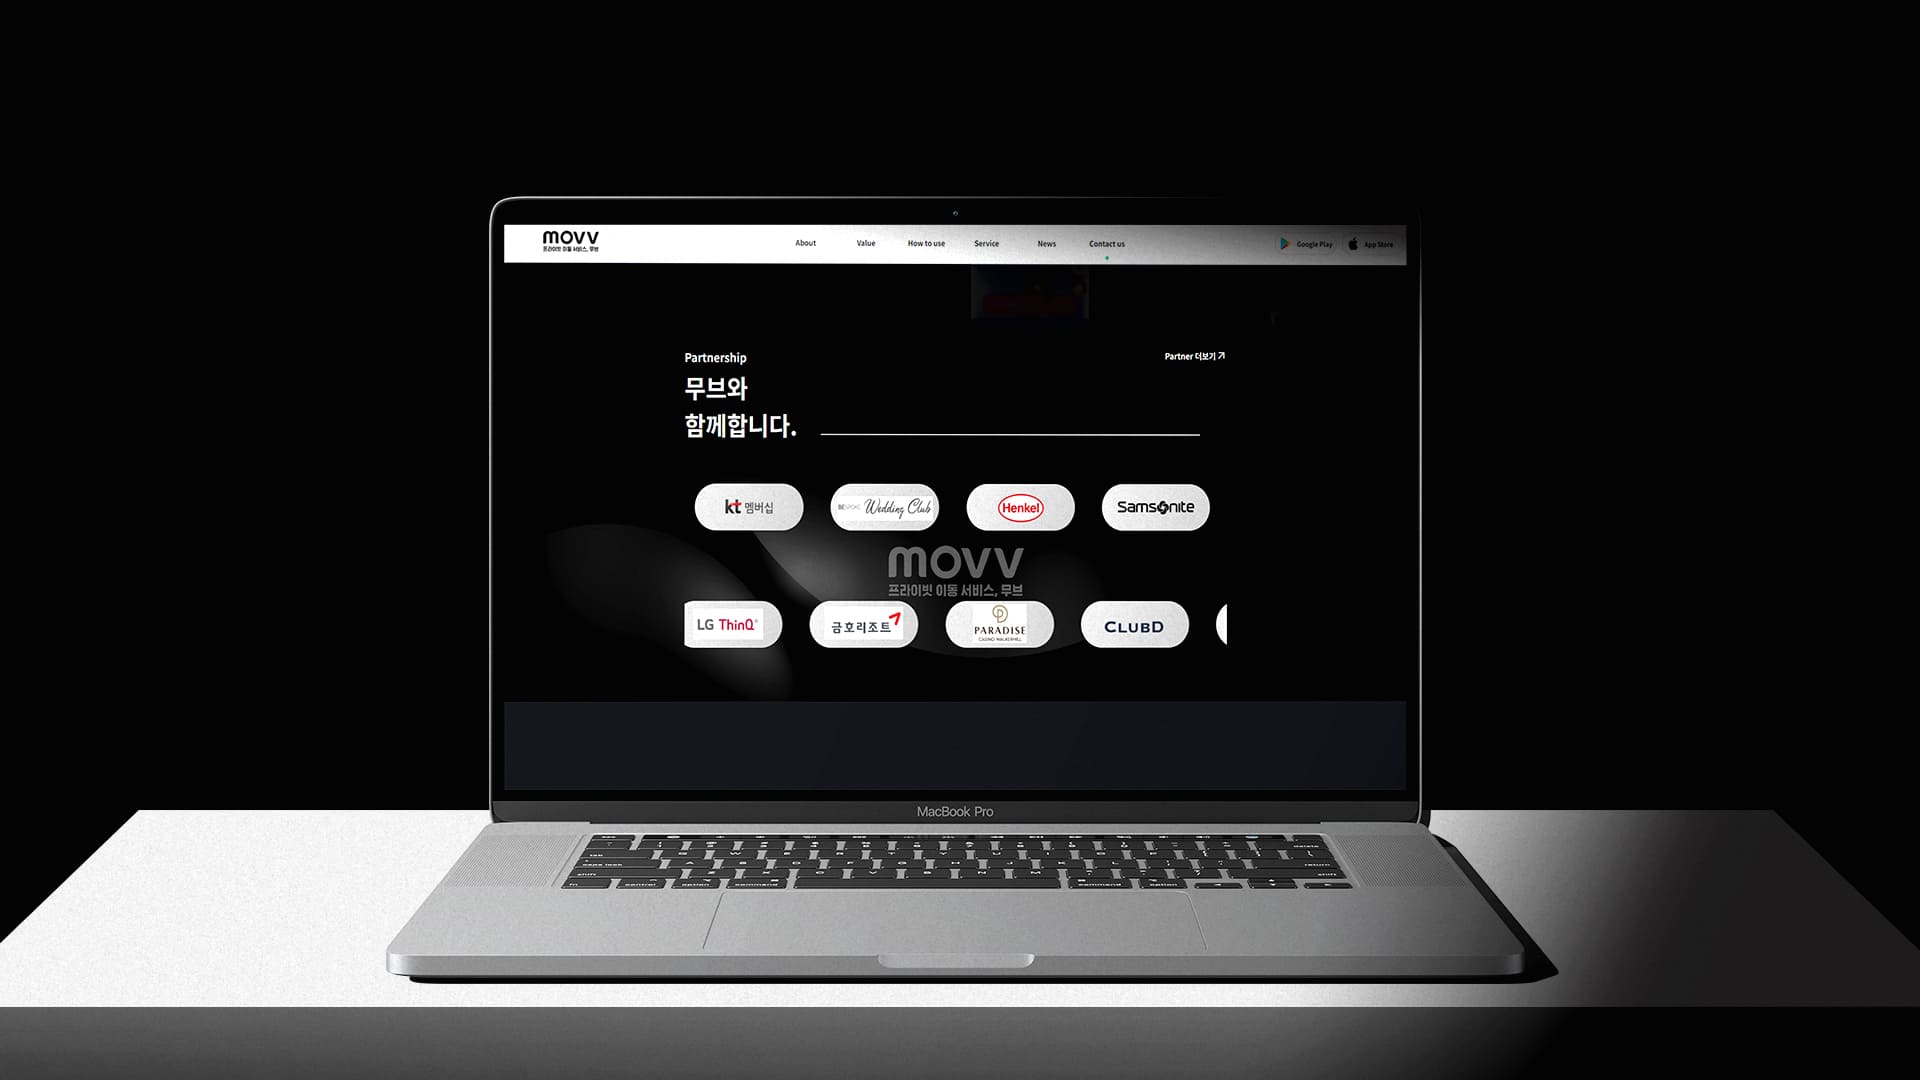 movv
프라이빗 이동 서비스, 무브
About
Value
How to use
Service
News
Contact us
Google Play
App Store
Partnership
Partner 더보기
무브와
함께합니다.
kt 멤버십
BESPOKE Wedding Club
Henkel
Samsonite
movv
프라이빗 이동 서비스, 무브
LG ThinQ
금호리조트
PARADISE
CASINO WALKERHILL
CLUBD
MacBook Pro